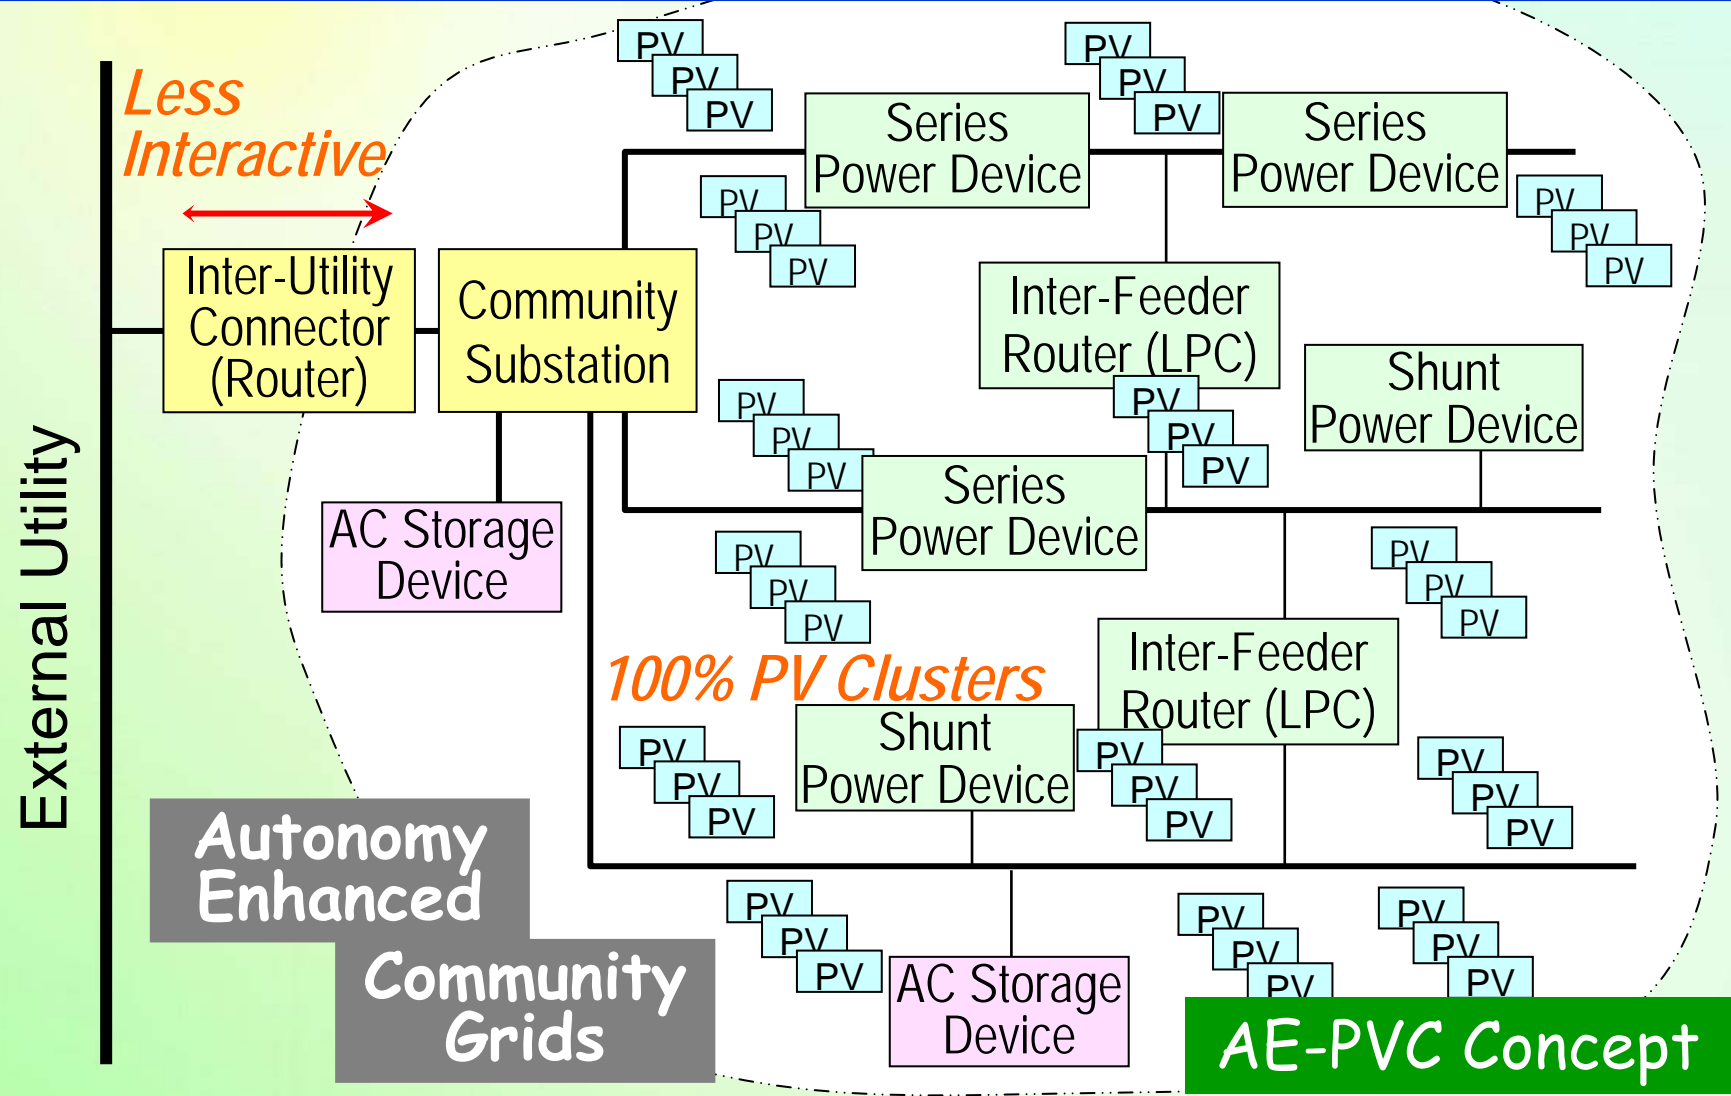 Less
Interactive
External Utility
Inter-Utility
Connector
(Router)
Community
Substation
AC Storage
Device
PV
PV
PV
PV
PV
PV
Series
Power Device
PV
PV
PV
Series
Power Device
PV
PV
PV
Inter-Feeder
Router (LPC)
PV
PV
PV
Shunt
Power Device
PV
PV
PV
Series
Power Device
PV
PV
PV
PV
PV
PV
100% PV Clusters
Inter-Feeder
Router (LPC)
Shunt
Power Device
PV
PV
PV
PV
PV
PV
PV
PV
PV
Autonomy
Enhanced
Community
Grids
PV
PV
PV
AC Storage
Device
PV
PV
PV
PV
PV
PV
AE-PVC Concept